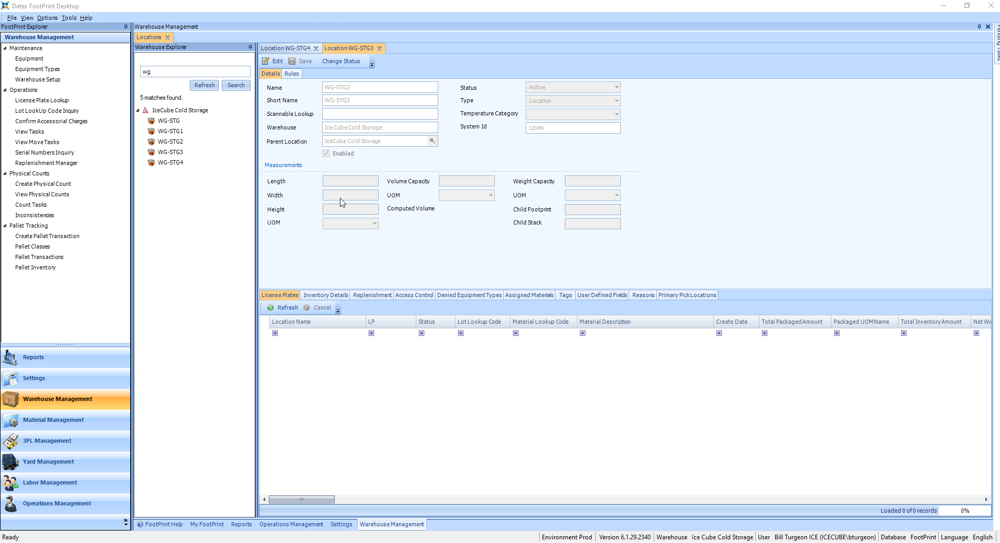 Datex FootPrint Desktop
File View Options Tools Help
FootPrint Explorer
Warehouse Management
Maintenance
Equipment
Equipment Types
Warehouse Setup
Operations
License Plate Lookup
Lot LookUp Code Inquiry
Confirm Accessorial Charges
View Tasks
View Move Tasks
Serial Numbers Inquiry
Replenishment Manager
Physical Counts
Create Physical Count
View Physical Counts
Count Tasks
Inconsistencies
Pallet Tracking
Create Pallet Transaction
Pallet Classes
Pallet Transactions
Pallet Inventory
Reports
Settings
Warehouse Management
Material Management
3PL Management
Yard Management
Labor Management
Operations Management
Warehouse Management
Locations
Warehouse Explorer
wg
Refresh Search
5 matches found.
IceCube Cold Storage
WG-STG
WG-STG1
WG-STG2
WG-STG3
WG-STG4
Location WG-STG4 Location WG-STG3
Edit Save Change Status
Details Rules
Name WG-STG3 Status Active
Short Name WG-STG3 Type Location
Scannable Lookup Temperature Category
Warehouse Ice Cube Cold Storage System Id 12046
Parent Location IceCube Cold Storage
Enabled
Measurements
Length Volume Capacity Weight Capacity
Width UOM UOM
Height Computed Volume Child Footprint
UOM Child Stack
License Plates Inventory Details Replenishment Access Control Denied Equipment Types Assigned Materials Tags User Defined Fields Reasons Primary Pick Locations
Refresh Cancel
Location Name LP Status Lot Lookup Code Material Lookup Code Material Description Create Date Total Packaged Amount Packaged UOM Name Total Inventory Amount Net We
Loaded 0 of 0 records 0%
FootPrint Help My FootPrint Reports Operations Management Settings Warehouse Management
Ready Environment Prod Version 6.1.29.2340 Warehouse Ice Cube Cold Storage User Bill Turgeon ICE (ICECUBE\bturgeon) Database FootPrint Language English